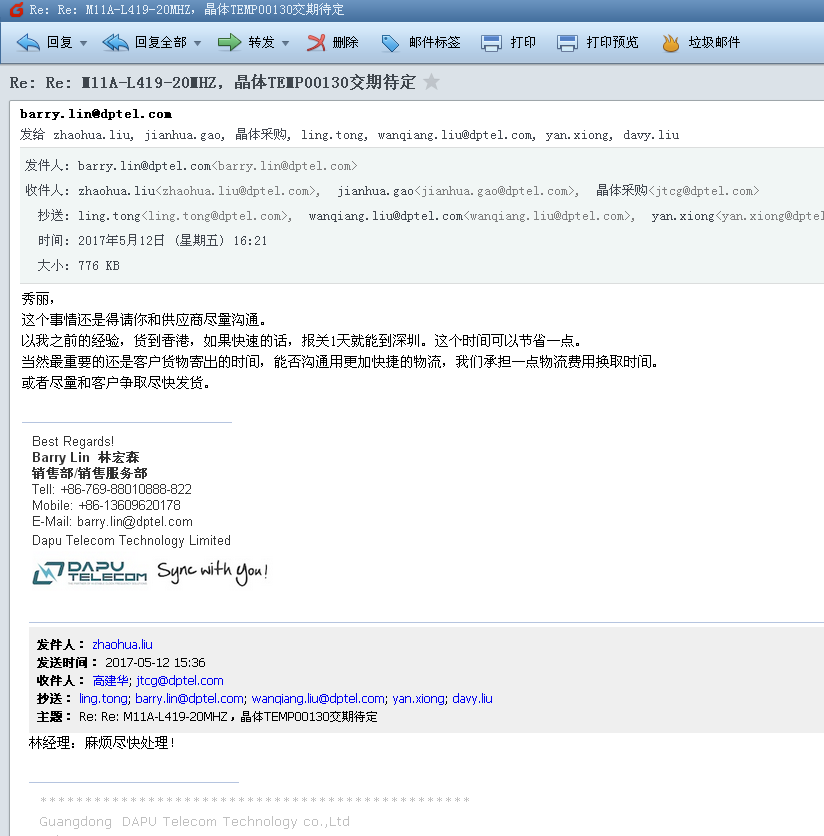 Re: Re: M11A-L419-20MHZ，晶体TEMP00130交期待定
回复 回复全部 转发 删除 邮件标签 打印 打印预览 垃圾邮件
Re: Re: M11A-L419-20MHZ，晶体TEMP00130交期待定
barry.lin@dptel.com
发给 zhaohua.liu, jianhua.gao, 晶体采购, ling.tong, wanqiang.liu@dptel.com, yan.xiong, davy.liu
发件人: barry.lin@dptel.com<barry.lin@dptel.com>
收件人: zhaohua.liu<zhaohua.liu@dptel.com>, jianhua.gao<jianhua.gao@dptel.com>, 晶体采购<jtcg@dptel.com>
抄送: ling.tong<ling.tong@dptel.com>, wanqiang.liu@dptel.com<wanqiang.liu@dptel.com>, yan.xiong<yan.xiong@dptel
时间: 2017年5月12日 (星期五) 16:21
大小: 776 KB
秀丽，
这个事情还是得请你和供应商尽量沟通。
以我之前的经验，货到香港，如果快速的话，报关1天就能到深圳。这个时间可以节省一点。
当然最重要的还是客户货物寄出的时间，能否沟通用更加快捷的物流，我们承担一点物流费用换取时间。
或者尽量和客户争取尽快发货。
Best Regards!
Barry Lin 林宏森
销售部/销售服务部
Tell: +86-769-88010888-822
Mobile: +86-13609620178
E-Mail: barry.lin@dptel.com
Dapu Telecom Technology Limited
DAPU TELECOM Sync with you!
发件人： zhaohua.liu
发送时间： 2017-05-12 15:36
收件人： 高建华; jtcg@dptel.com
抄送： ling.tong; barry.lin@dptel.com; wanqiang.liu@dptel.com; yan.xiong; davy.liu
主题： Re: Re: M11A-L419-20MHZ，晶体TEMP00130交期待定
林经理：麻烦尽快处理！
************************************************
Guangdong DAPU Telecom Technology co.,Ltd